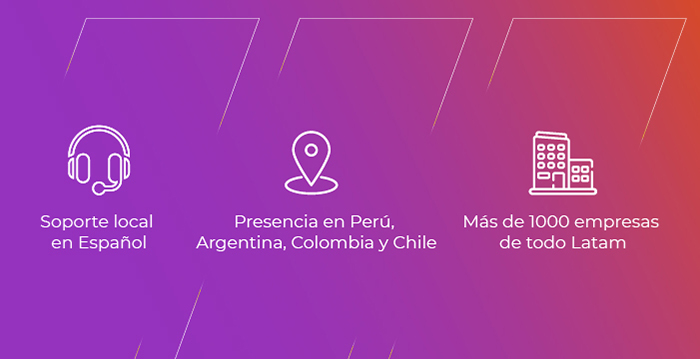 Soporte local
en Español
Presencia en Perú,
Argentina, Colombia y Chile
Más de 1000 empresas
de todo Latam